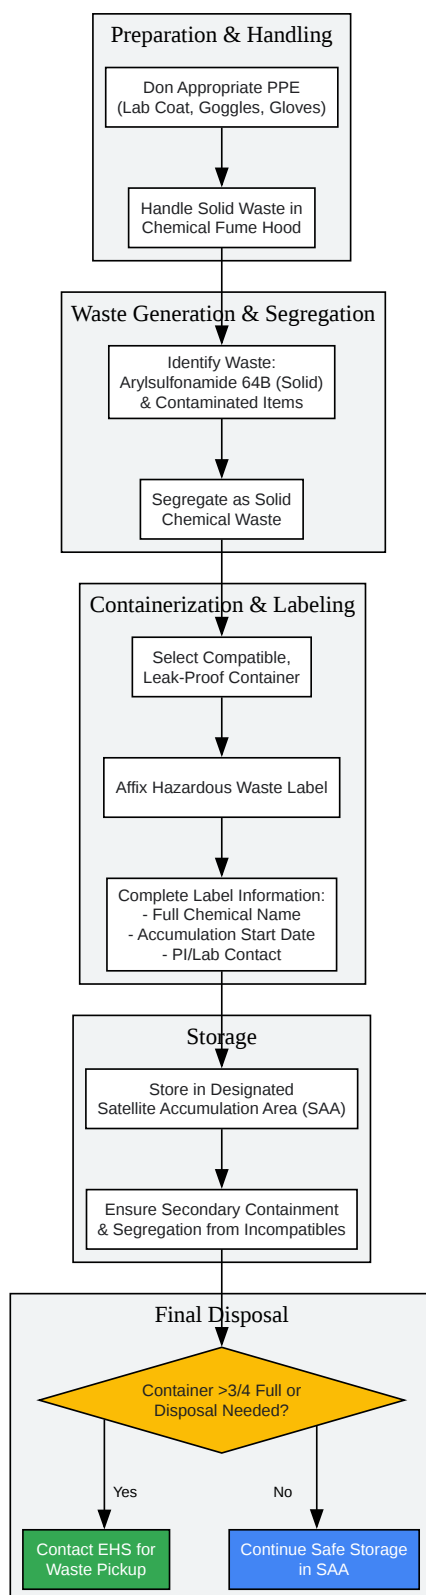 Preparation & Handling
Don Appropriate PPE
(Lab Coat, Goggles, Gloves)
Handle Solid Waste in
Chemical Fume Hood
Waste Generation & Segregation
Identify Waste:
Arylsulfonamide 64B (Solid)
& Contaminated Items
Segregate as Solid
Chemical Waste
Containerization & Labeling
Select Compatible,
Leak-Proof Container
Affix Hazardous Waste Label
Complete Label Information:
- Full Chemical Name
- Accumulation Start Date
- PI/Lab Contact
Storage
Store in Designated
Satellite Accumulation Area (SAA)
Ensure Secondary Containment
& Segregation from Incompatibles
Final Disposal
Container >3/4 Full or
Disposal Needed?
Yes
No
Contact EHS for
Waste Pickup
Continue Safe Storage
in SAA